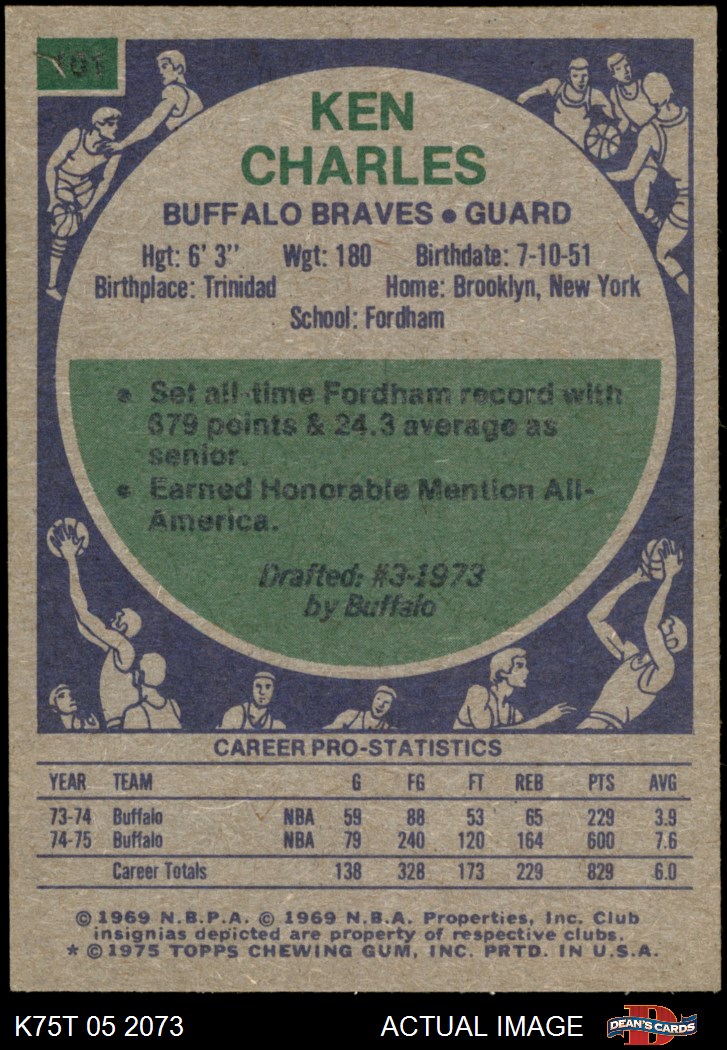 101
KEN
CHARLES
BUFFALO BRAVES • GUARD
Hgt: 6' 3" Wgt: 180 Birthdate: 7-10-51
Birthplace: Trinidad Home: Brooklyn, New York
School: Fordham
• Set all-time Fordham record with
679 points & 24.3 average as
senior.
• Earned Honorable Mention All-
America.
Drafted: #3-1973
by Buffalo
CAREER PRO-STATISTICS
YEAR TEAM G FG FT REB PTS AVG
73-74 Buffalo NBA 59 88 53 65 229 3.9
74-75 Buffalo NBA 79 240 120 164 600 7.6
Career Totals 138 328 173 229 829 6.0
© 1969 N.B.P.A. © 1969 N.B.A. Properties, Inc. Club
insignias depicted are property of respective clubs.
* © 1975 TOPPS CHEWING GUM, INC. PRTD. IN U.S.A.
K75T 05 2073 ACTUAL IMAGE DEAN'S CARDS